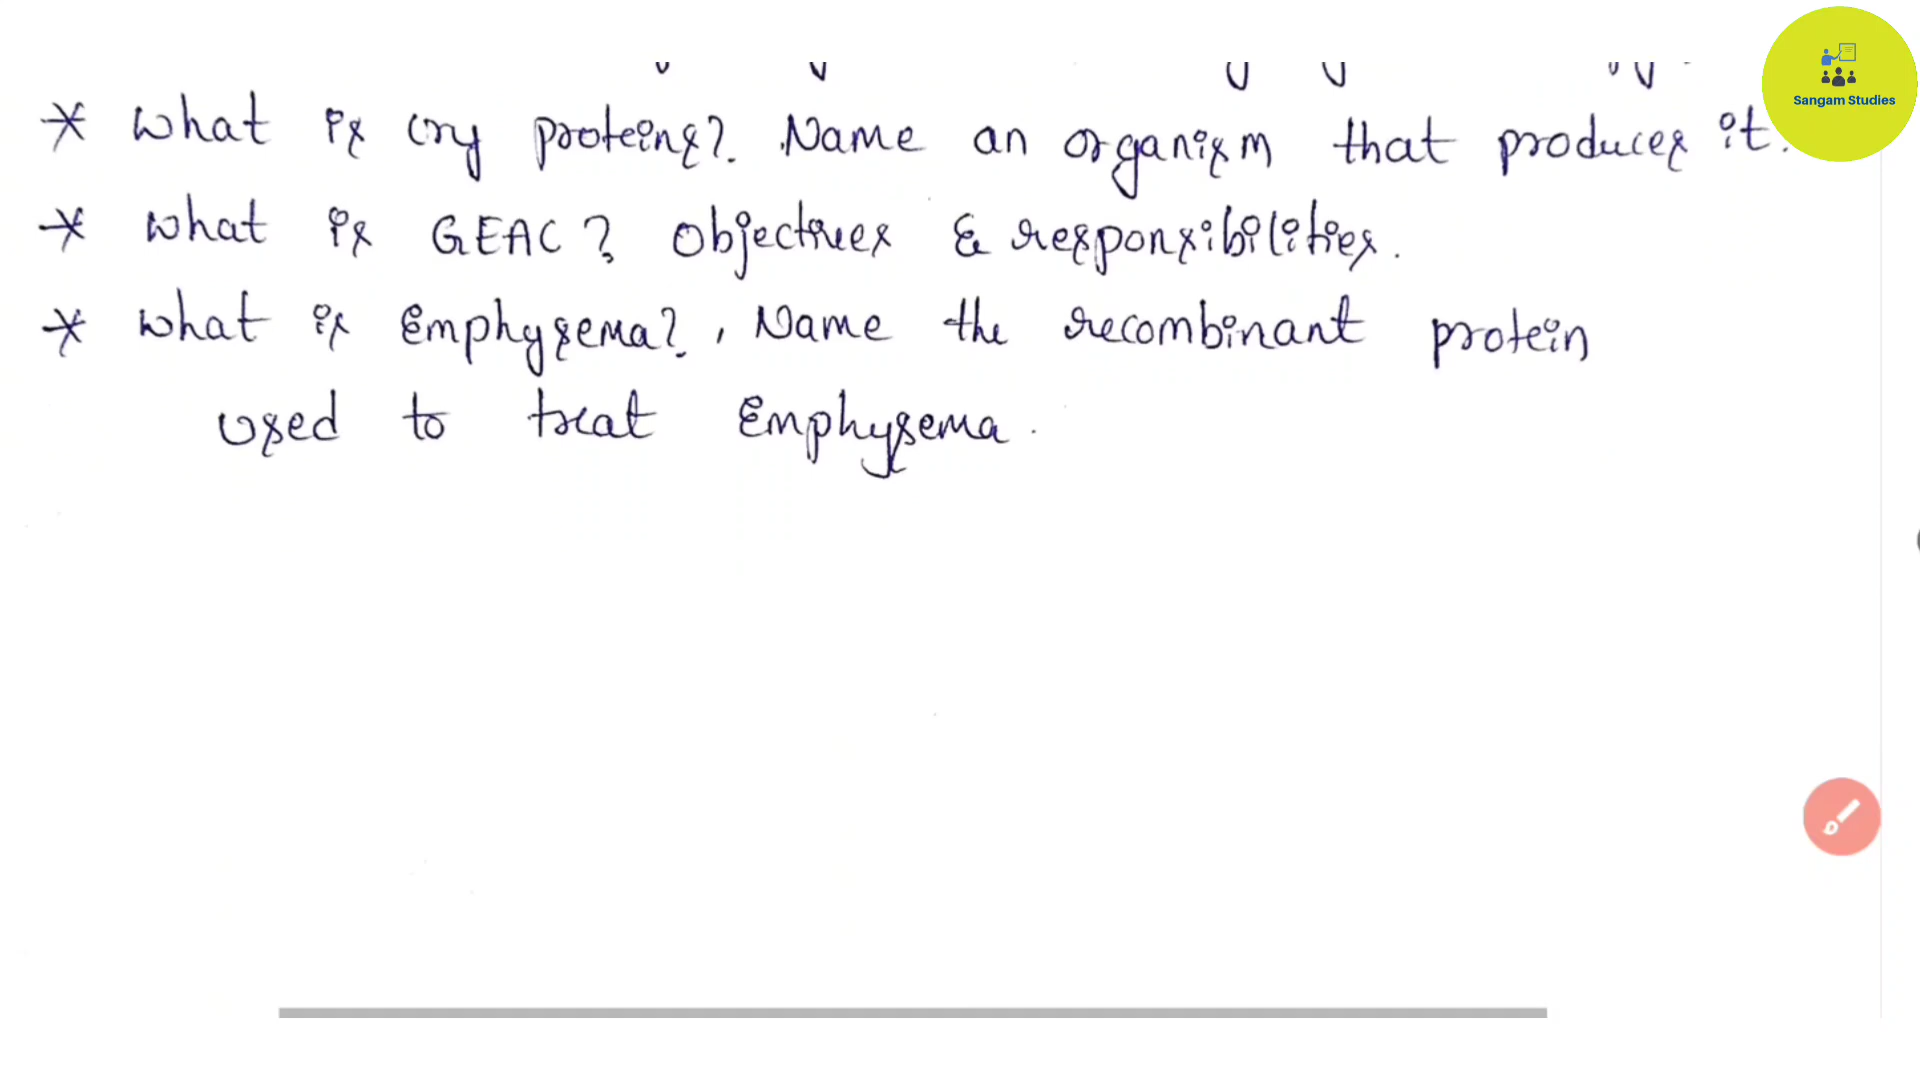 Sangam Studies
* what is cry proteins?. Name an organism that produces it.
* what is GEAC? Objectives & responsibilities.
* what is Emphysema?, Name the recombinant protein
used to treat Emphysema.